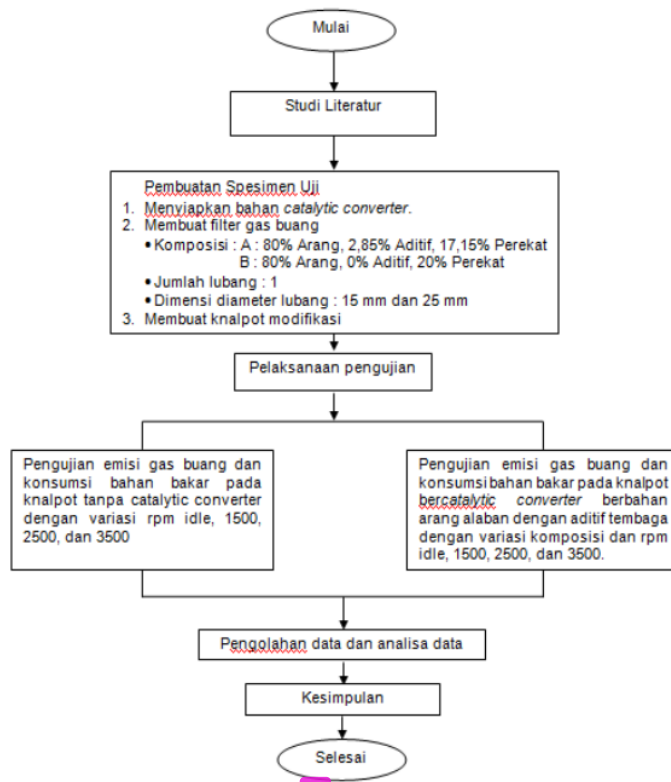 Mulai
Studi Literatur
Pembuatan Spesimen Uji
1. Menyiapkan bahan catalytic converter.
2. Membuat filter gas buang
• Komposisi : A : 80% Arang, 2,85% Aditif, 17,15% Perekat
B : 80% Arang, 0% Aditif, 20% Perekat
• Jumlah lubang : 1
• Dimensi diameter lubang : 15 mm dan 25 mm
3. Membuat knalpot modifikasi
Pelaksanaan pengujian
Pengujian emisi gas buang dan
konsumsi bahan bakar pada
knalpot tanpa catalytic converter
dengan variasi rpm idle, 1500,
2500, dan 3500
Pengujian emisi gas buang dan
konsumsi bahan bakar pada knalpot
bercatalytic converter berbahan
arang alaban dengan aditif tembaga
dengan variasi komposisi dan rpm
idle, 1500, 2500, dan 3500.
Pengolahan data dan analisa data
Kesimpulan
Selesai